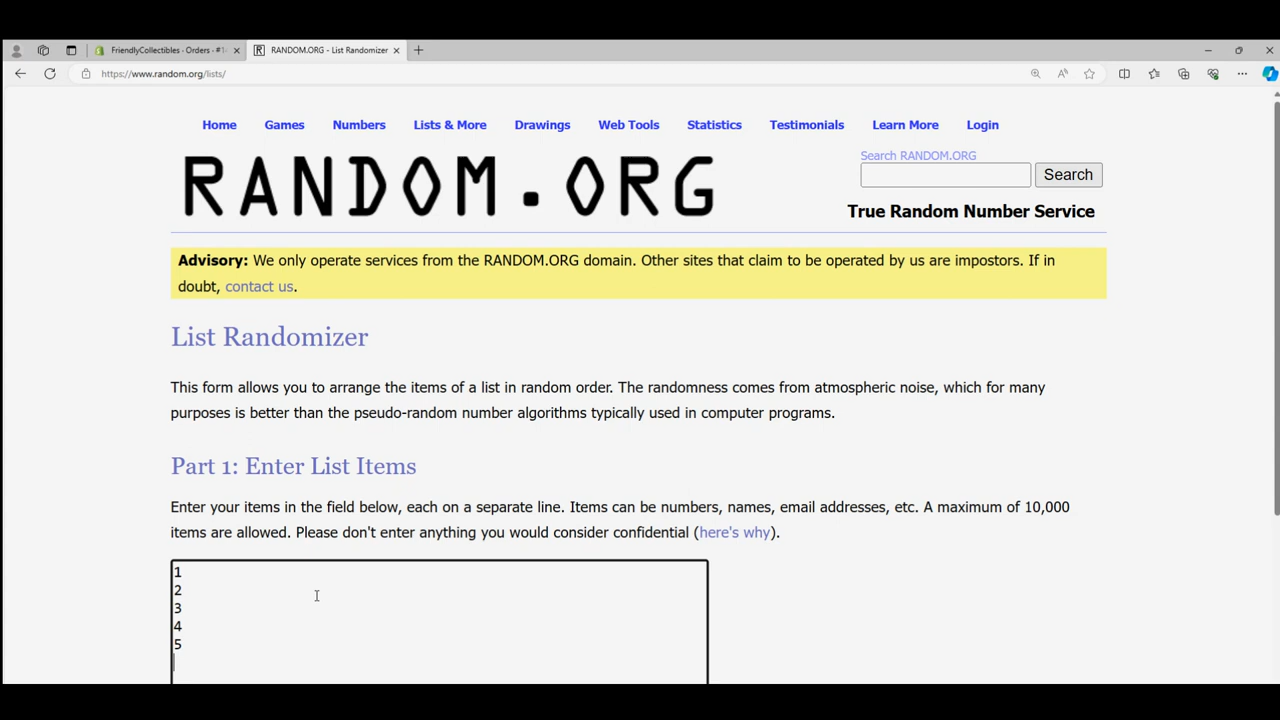 FriendlyCollectibles - Orders - #1
RANDOM.ORG - List Randomizer
https://www.random.org/lists/
Home Games Numbers Lists & More Drawings Web Tools Statistics Testimonials Learn More Login
RANDOM.ORG
Search RANDOM.ORG
Search
True Random Number Service
Advisory: We only operate services from the RANDOM.ORG domain. Other sites that claim to be operated by us are impostors. If in
doubt, contact us.
List Randomizer
This form allows you to arrange the items of a list in random order. The randomness comes from atmospheric noise, which for many
purposes is better than the pseudo-random number algorithms typically used in computer programs.
Part 1: Enter List Items
Enter your items in the field below, each on a separate line. Items can be numbers, names, email addresses, etc. A maximum of 10,000
items are allowed. Please don't enter anything you would consider confidential (here's why).
1
2
3
4
5